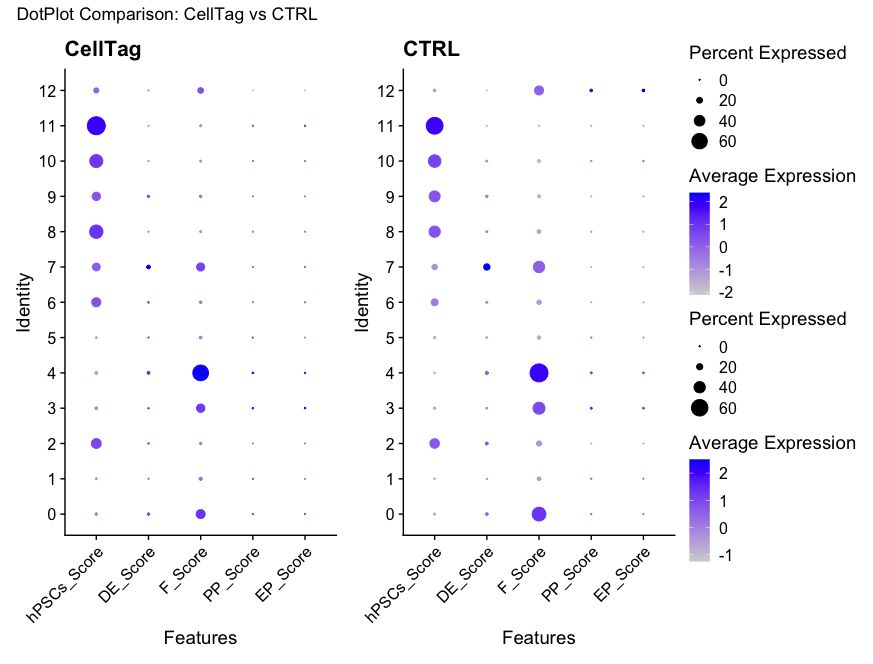 DotPlot Comparison: CellTag vs CTRL
CellTag
12
11
10
9
8
7
6
5
4
3
2
1
0
Identity
hPSCs_Score
DE_Score
F_Score
PP_Score
EP_Score
Features
CTRL
12
11
10
9
8
7
6
5
4
3
2
1
0
Identity
hPSCs_Score
DE_Score
F_Score
PP_Score
EP_Score
Features
Percent Expressed
0
20
40
60
Average Expression
2
1
0
-1
-2
Percent Expressed
0
20
40
60
Average Expression
2
1
0
-1